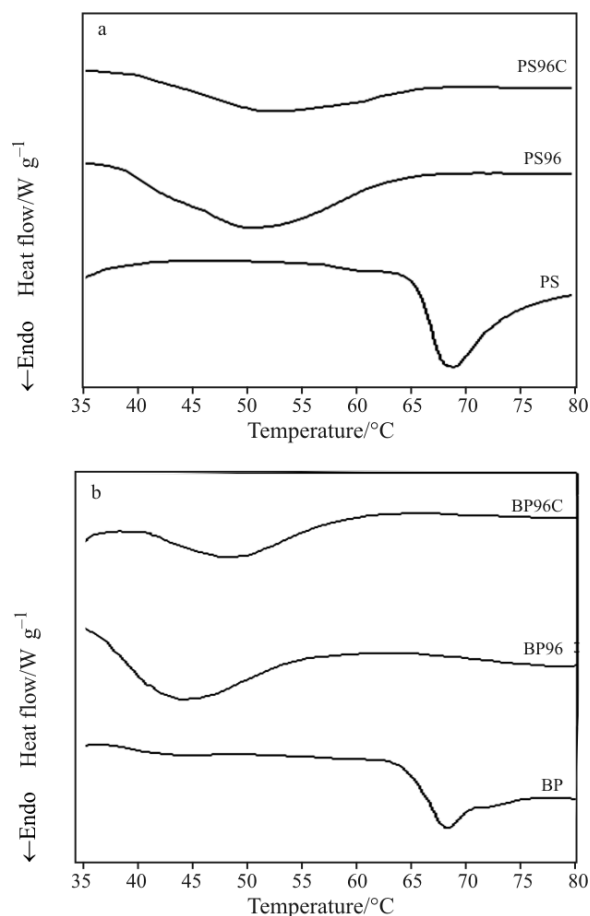 a
PS96C
PS96
PS
←Endo Heat flow/W g⁻¹
35 40 45 50 55 60 65 70 75 80
Temperature/°C
b
BP96C
BP96
BP
←Endo Heat flow/W g⁻¹
35 40 45 50 55 60 65 70 75 80
Temperature/°C